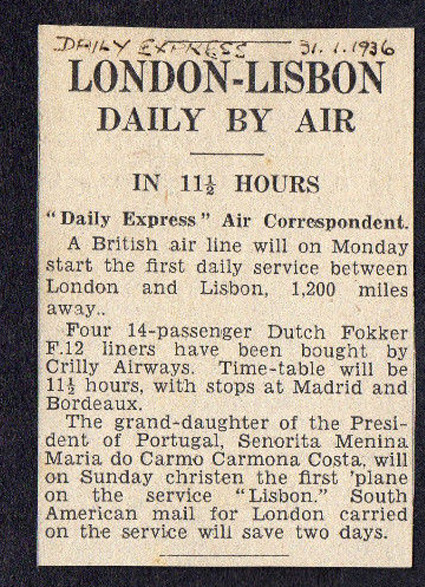 DAILY EXPRESS 31.1.1936
LONDON-LISBON
DAILY BY AIR
IN 11½ HOURS
"Daily Express" Air Correspondent.
A British air line will on Monday
start the first daily service between
London and Lisbon, 1,200 miles
away..
Four 14-passenger Dutch Fokker
F.12 liners have been bought by
Crilly Airways. Time-table will be
11½ hours, with stops at Madrid and
Bordeaux.
The grand-daughter of the Presi-
dent of Portugal, Senorita Menina
Maria do Carmo Carmona Costa, will
on Sunday christen the first 'plane
on the service "Lisbon." South
American mail for London carried
on the service will save two days.